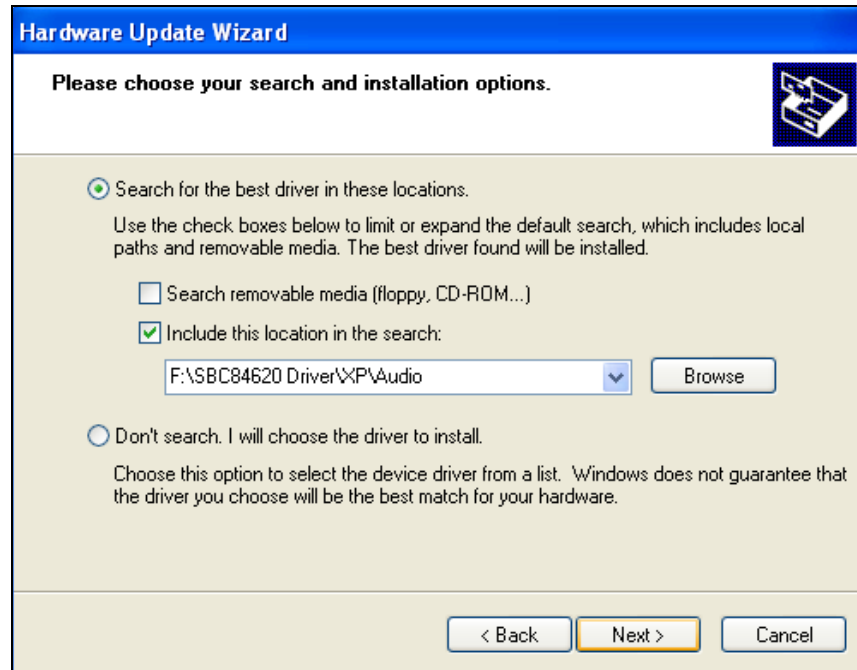 Hardware Update Wizard
Please choose your search and installation options.
Search for the best driver in these locations.
Use the check boxes below to limit or expand the default search, which includes local
paths and removable media. The best driver found will be installed.
Search removable media (floppy, CD-ROM...)
Include this location in the search:
F:\SBC84620 Driver\XP\Audio
Browse
Don't search. I will choose the driver to install.
Choose this option to select the device driver from a list. Windows does not guarantee that
the driver you choose will be the best match for your hardware.
< Back Next > Cancel